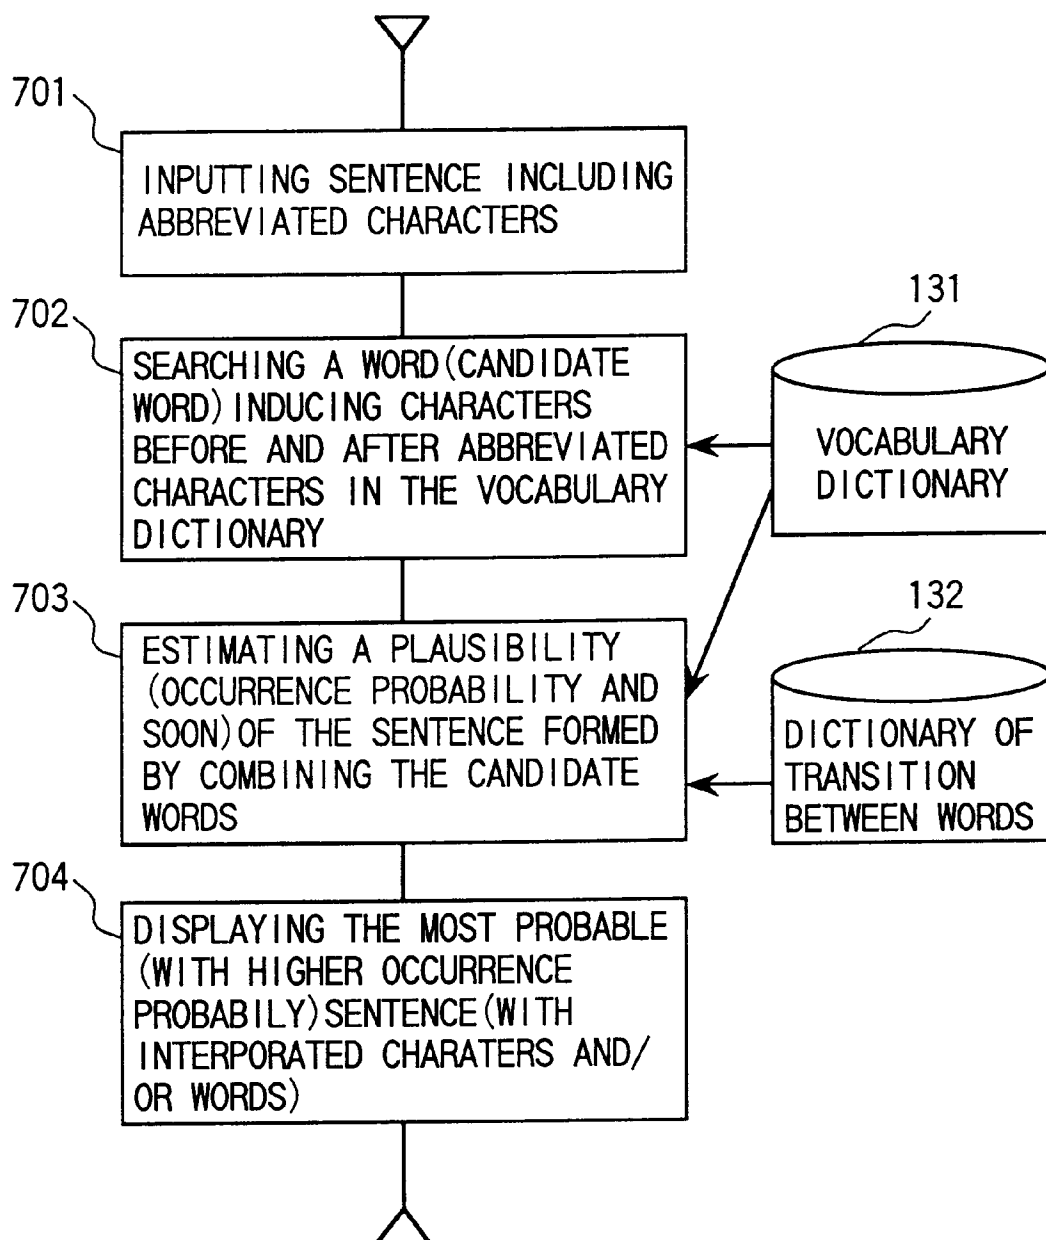 701
INPUTTING SENTENCE INCLUDING
ABBREVIATED CHARACTERS
702
SEARCHING A WORD(CANDIDATE
WORD)INDUCING CHARACTERS
BEFORE AND AFTER ABBREVIATED
CHARACTERS IN THE VOCABULARY
DICTIONARY
131
VOCABULARY
DICTIONARY
703
ESTIMATING A PLAUSIBILITY
(OCCURRENCE PROBABILITY AND
SOON)OF THE SENTENCE FORMED
BY COMBINING THE CANDIDATE
WORDS
132
DICTIONARY OF
TRANSITION
BETWEEN WORDS
704
DISPLAYING THE MOST PROBABLE
(WITH HIGHER OCCURRENCE
PROBABILY)SENTENCE(WITH
INTERPORATED CHARATERS AND/
OR WORDS)